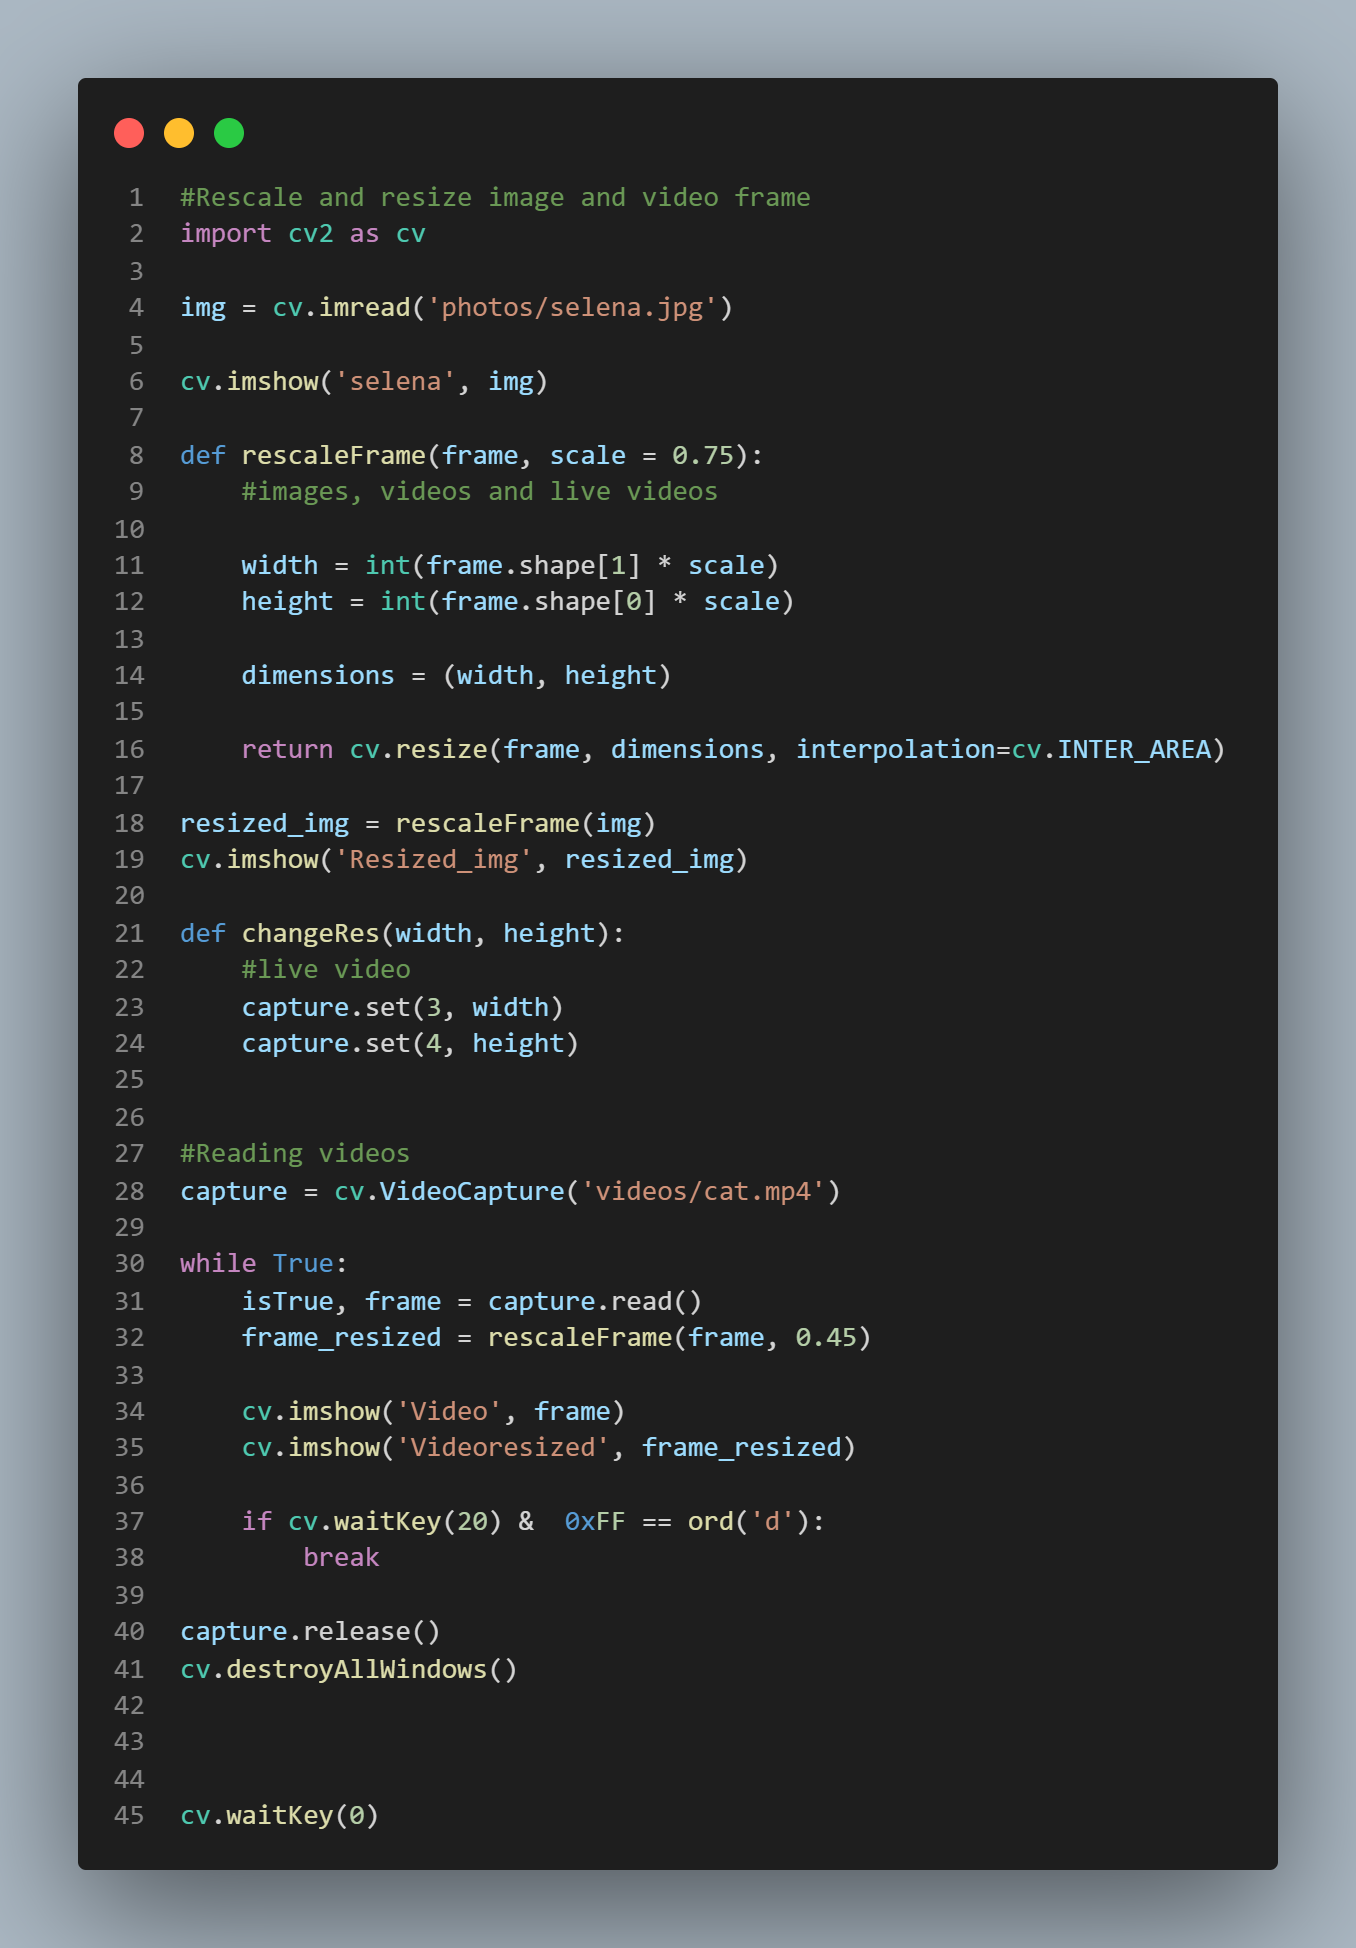 1 #Rescale and resize image and video frame
2 import cv2 as cv
3
4 img = cv.imread('photos/selena.jpg')
5
6 cv.imshow('selena', img)
7
8 def rescaleFrame(frame, scale = 0.75):
9     #images, videos and live videos
10
11     width = int(frame.shape[1] * scale)
12     height = int(frame.shape[0] * scale)
13
14     dimensions = (width, height)
15
16     return cv.resize(frame, dimensions, interpolation=cv.INTER_AREA)
17
18 resized_img = rescaleFrame(img)
19 cv.imshow('Resized_img', resized_img)
20
21 def changeRes(width, height):
22     #live video
23     capture.set(3, width)
24     capture.set(4, height)
25
26
27 #Reading videos
28 capture = cv.VideoCapture('videos/cat.mp4')
29
30 while True:
31     isTrue, frame = capture.read()
32     frame_resized = rescaleFrame(frame, 0.45)
33
34     cv.imshow('Video', frame)
35     cv.imshow('Videoresized', frame_resized)
36
37     if cv.waitKey(20) &  0xFF == ord('d'):
38         break
39
40 capture.release()
41 cv.destroyAllWindows()
42
43
44
45 cv.waitKey(0)